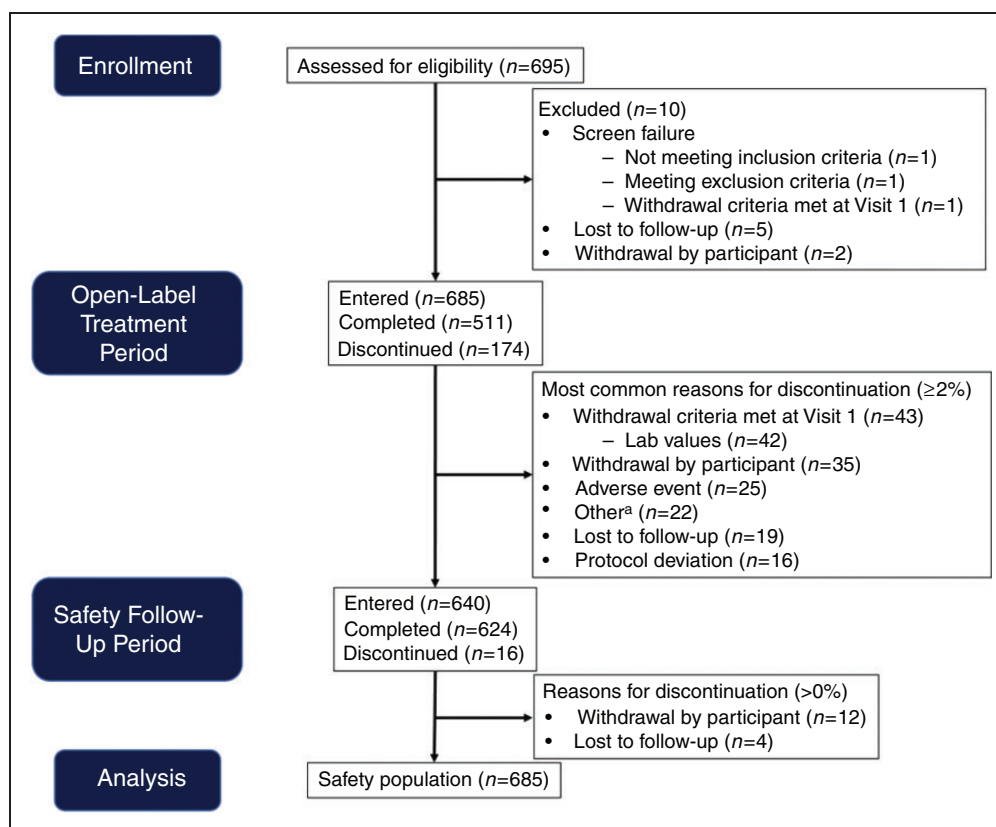 Enrollment
Assessed for eligibility (n=695)
Excluded (n=10)
• Screen failure
– Not meeting inclusion criteria (n=1)
– Meeting exclusion criteria (n=1)
– Withdrawal criteria met at Visit 1 (n=1)
• Lost to follow-up (n=5)
• Withdrawal by participant (n=2)
Open-Label
Treatment
Period
Entered (n=685)
Completed (n=511)
Discontinued (n=174)
Most common reasons for discontinuation (≥2%)
• Withdrawal criteria met at Visit 1 (n=43)
– Lab values (n=42)
• Withdrawal by participant (n=35)
• Adverse event (n=25)
• Otherᵃ (n=22)
• Lost to follow-up (n=19)
• Protocol deviation (n=16)
Safety Follow-
Up Period
Entered (n=640)
Completed (n=624)
Discontinued (n=16)
Reasons for discontinuation (>0%)
• Withdrawal by participant (n=12)
• Lost to follow-up (n=4)
Analysis
Safety population (n=685)